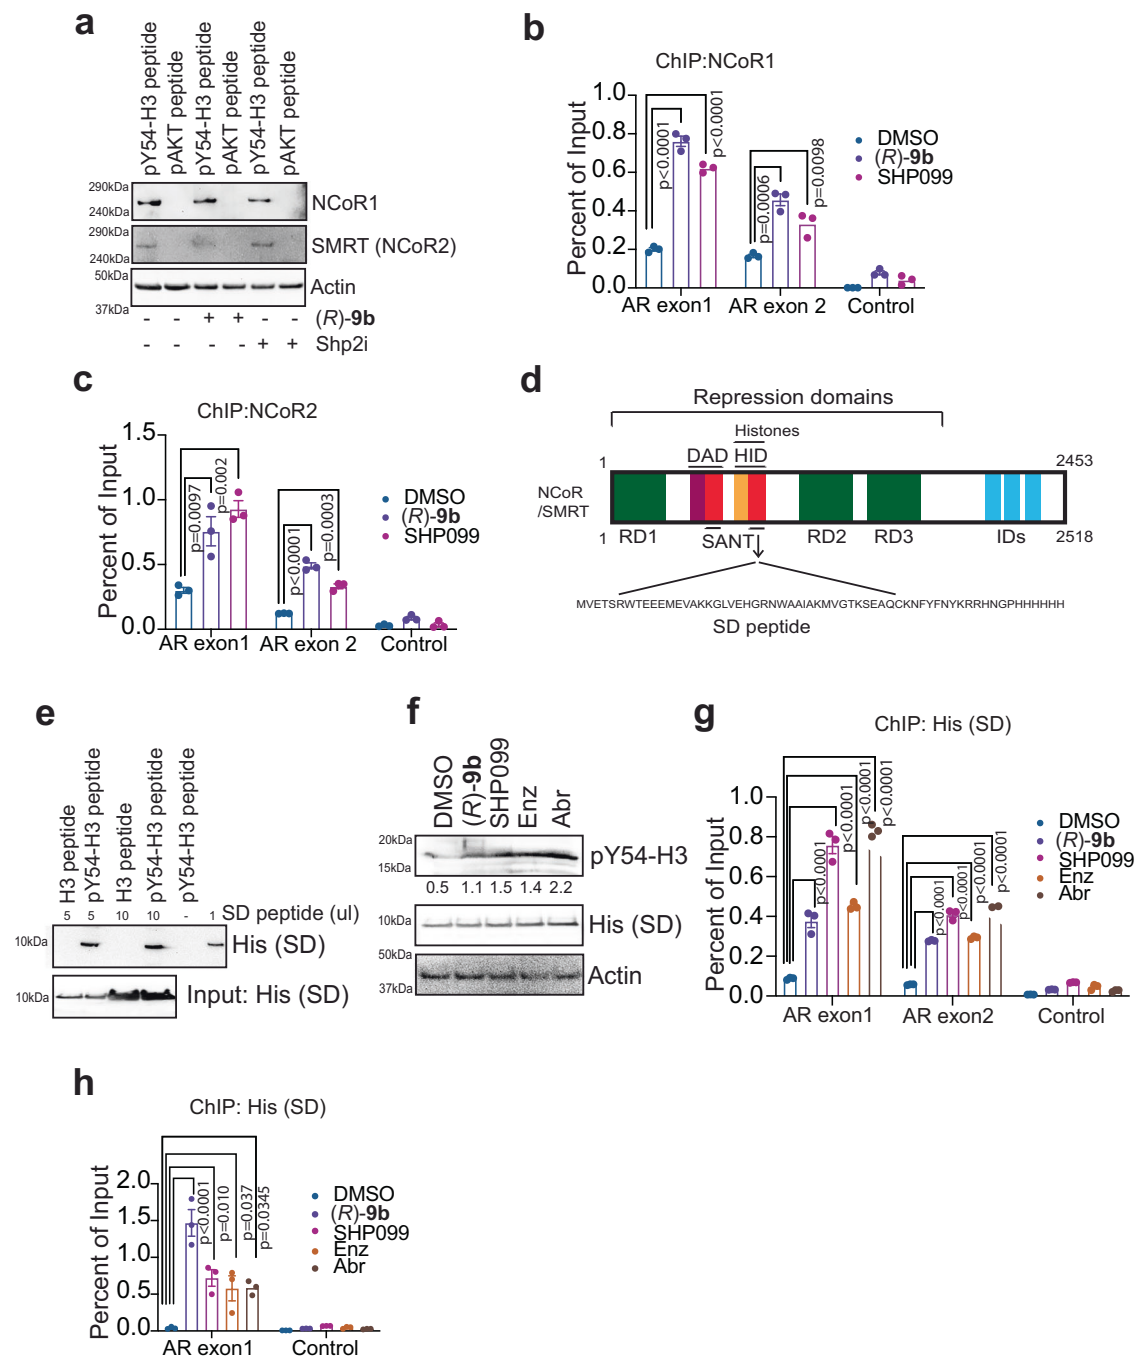 a
pY54-H3 peptide
pAKT peptide
pY54-H3 peptide
pAKT peptide
pY54-H3 peptide
pAKT peptide
290kDa
240kDa
NCoR1
290kDa
240kDa
SMRT (NCoR2)
50kDa
37kDa
Actin
- - + + - - (R)-9b
- - - - + + Shp2i
b
ChIP:NCoR1
Percent of Input
1.0
0.8
0.6
0.4
0.2
0.0
p<0.0001
p<0.0001
p=0.0006
p=0.0098
DMSO
(R)-9b
SHP099
AR exon1 AR exon 2 Control
c
ChIP:NCoR2
Percent of Input
1.5
1.0
0.5
0.0
p=0.0097
p=0.002
p<0.0001
p=0.0003
DMSO
(R)-9b
SHP099
AR exon1 AR exon 2 Control
d
Repression domains
Histones
DAD HID
1 2453
NCoR
/SMRT
1 RD1 SANT RD2 RD3 IDs 2518
MVETSRWTEEEMEVAKKGLVEHGRNWAAIAKMVGTKSEAQCKNFYFNYKRRHNGPHHHHHH
SD peptide
e
H3 peptide
pY54-H3 peptide
H3 peptide
pY54-H3 peptide
pY54-H3 peptide
5 5 10 10 - 1 SD peptide (ul)
10kDa His (SD)
10kDa Input: His (SD)
f
DMSO
(R)-9b
SHP099
Enz
Abr
20kDa
15kDa
pY54-H3
0.5 1.1 1.5 1.4 2.2
10kDa His (SD)
50kDa
37kDa
Actin
g
ChIP: His (SD)
Percent of Input
1.0
0.8
0.6
0.4
0.2
0.0
p<0.0001
p<0.0001
p<0.0001
p<0.0001
p<0.0001
p<0.0001
p<0.0001
p<0.0001
DMSO
(R)-9b
SHP099
Enz
Abr
AR exon1 AR exon2 Control
h
ChIP: His (SD)
Percent of Input
2.0
1.5
1.0
0.5
0.0
p<0.0001
p=0.010
p=0.037
p=0.0345
DMSO
(R)-9b
SHP099
Enz
Abr
AR exon1 Control